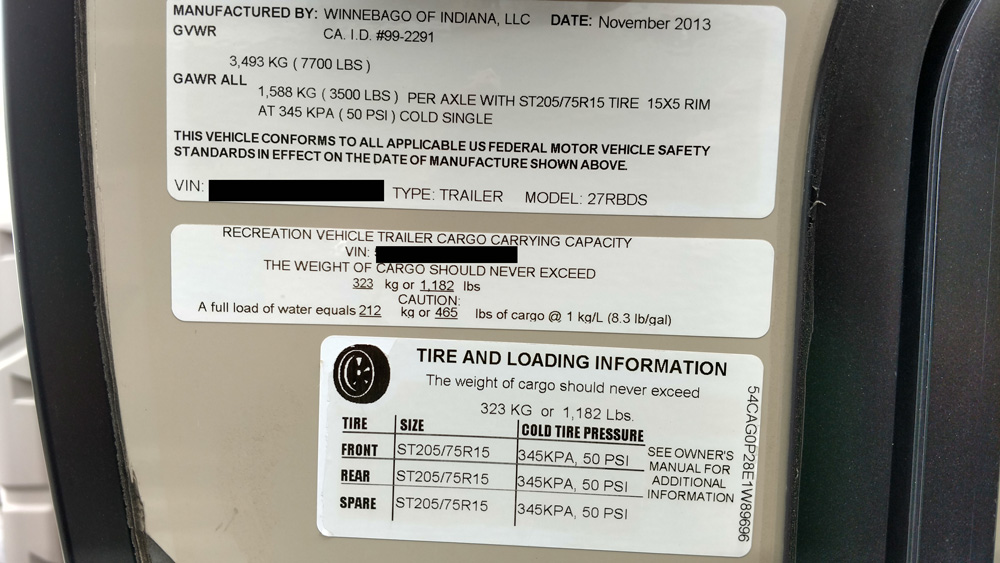 MANUFACTURED BY: WINNEBAGO OF INDIANA, LLC DATE: November 2013
GVWR CA. I.D. #99-2291
3,493 KG ( 7700 LBS )
GAWR ALL
1,588 KG ( 3500 LBS ) PER AXLE WITH ST205/75R15 TIRE 15X5 RIM
AT 345 KPA ( 50 PSI ) COLD SINGLE
THIS VEHICLE CONFORMS TO ALL APPLICABLE US FEDERAL MOTOR VEHICLE SAFETY
STANDARDS IN EFFECT ON THE DATE OF MANUFACTURE SHOWN ABOVE.
VIN: TYPE: TRAILER MODEL: 27RBDS
RECREATION VEHICLE TRAILER CARGO CARRYING CAPACITY
VIN:
THE WEIGHT OF CARGO SHOULD NEVER EXCEED
323 kg or 1,182 lbs
CAUTION:
A full load of water equals 212 kg or 465 lbs of cargo @ 1 kg/L (8.3 lb/gal)
TIRE AND LOADING INFORMATION
The weight of cargo should never exceed
323 KG or 1,182 Lbs.
TIRE SIZE COLD TIRE PRESSURE
FRONT ST205/75R15 345KPA, 50 PSI
REAR ST205/75R15 345KPA, 50 PSI
SPARE ST205/75R15 345KPA, 50 PSI
SEE OWNER'S
MANUAL FOR
ADDITIONAL
INFORMATION
54CAG0P28E1W89696